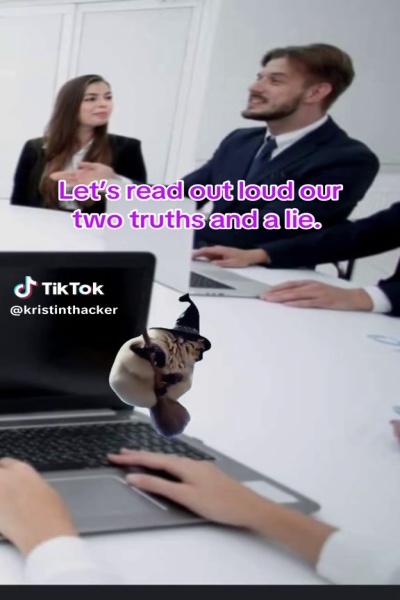 Let's read out loud our
two truths and a lie.
TikTok
@kristinthacker